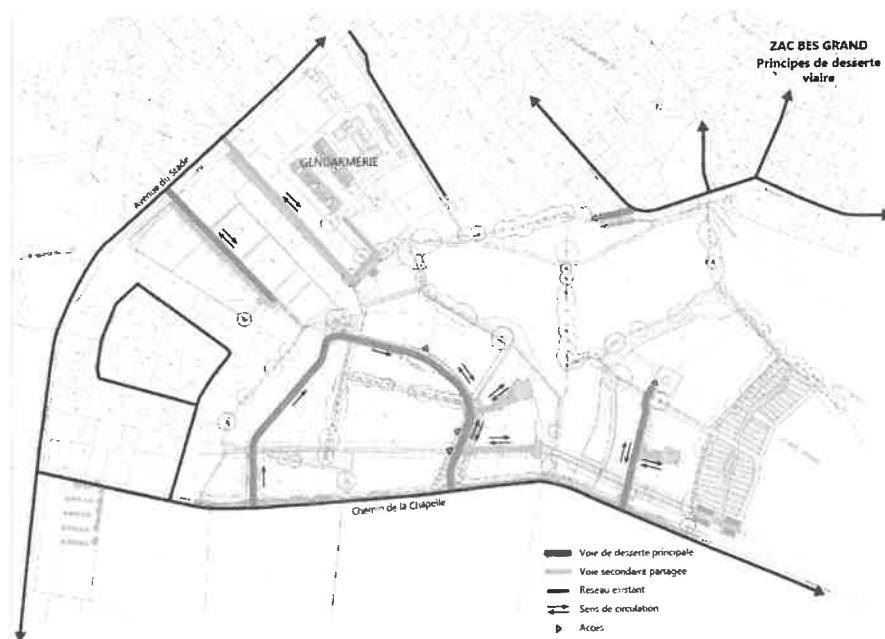 ZAC BES GRAND
Principes de desserte
viaire
GENDARMERIE
Avenue du Stade
Chemin de la Chapelle
Voie de desserte principale
Voie secondaire partagée
Réseau existant
Sens de circulation
Accès